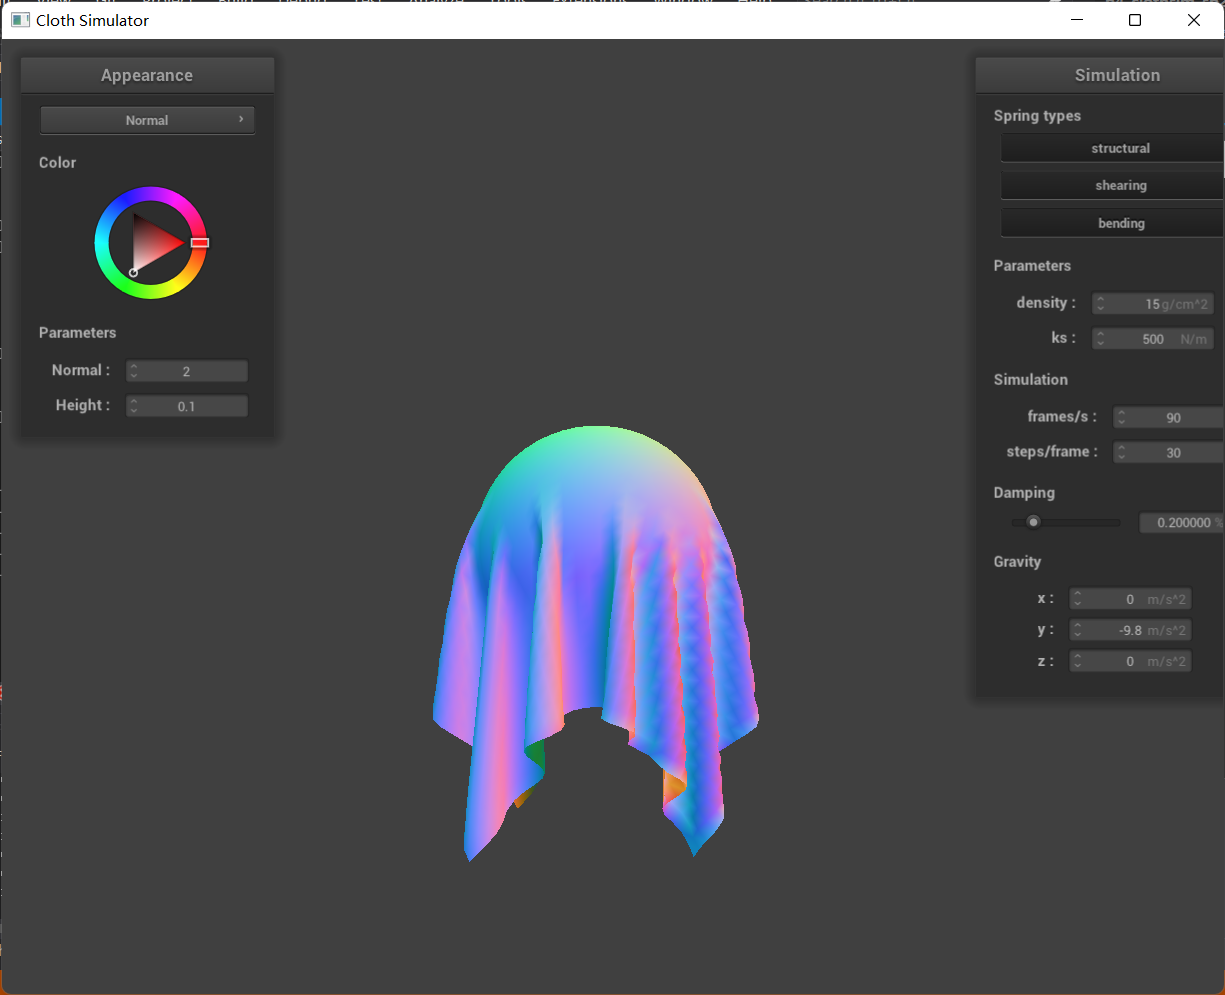 Cloth Simulator
Appearance
Normal
Color
Parameters
Normal : 2
Height : 0.1
Simulation
Spring types
structural
shearing
bending
Parameters
density : 15 g/cm^2
ks : 500 N/m
Simulation
frames/s : 90
steps/frame : 30
Damping
0.200000 %
Gravity
x : 0 m/s^2
y : -9.8 m/s^2
z : 0 m/s^2